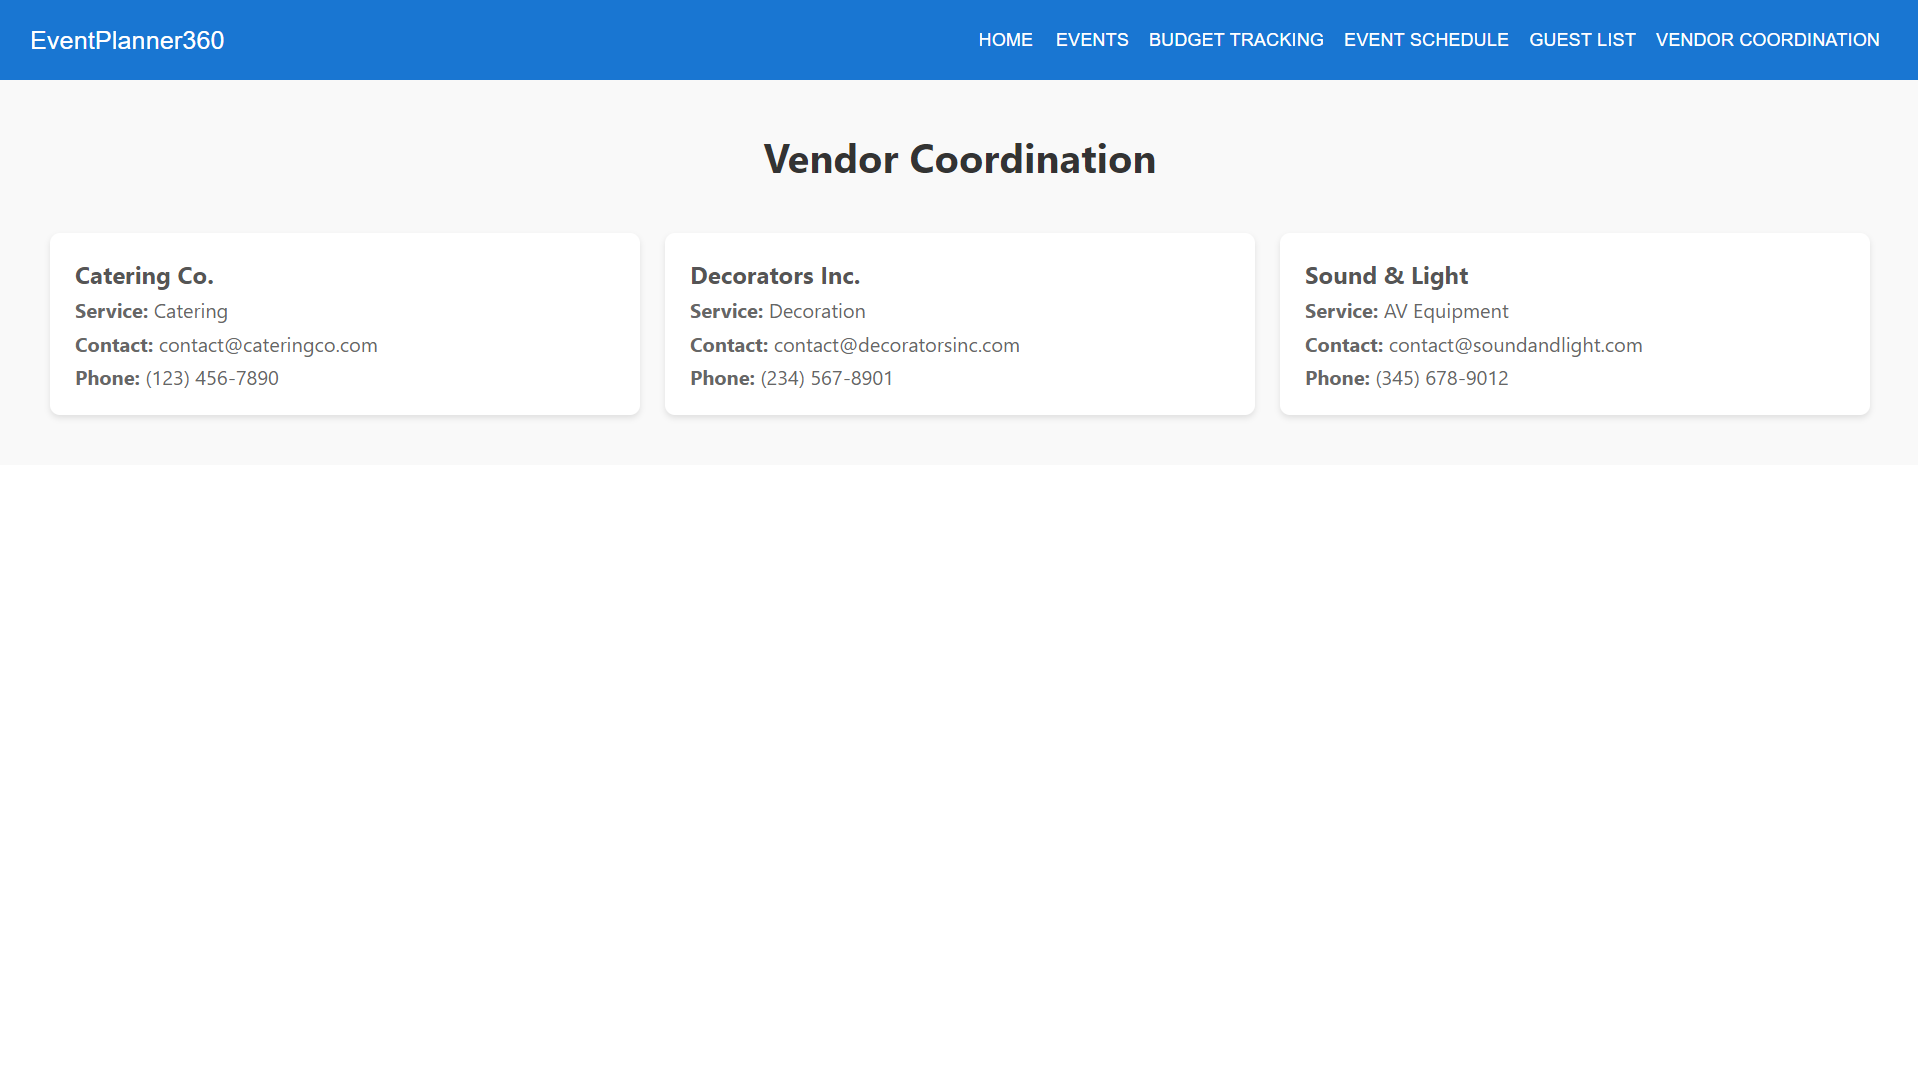 EventPlanner360
HOME EVENTS BUDGET TRACKING EVENT SCHEDULE GUEST LIST VENDOR COORDINATION
Vendor Coordination
Catering Co.
Service: Catering
Contact: contact@cateringco.com
Phone: (123) 456-7890
Decorators Inc.
Service: Decoration
Contact: contact@decoratorsinc.com
Phone: (234) 567-8901
Sound & Light
Service: AV Equipment
Contact: contact@soundandlight.com
Phone: (345) 678-9012